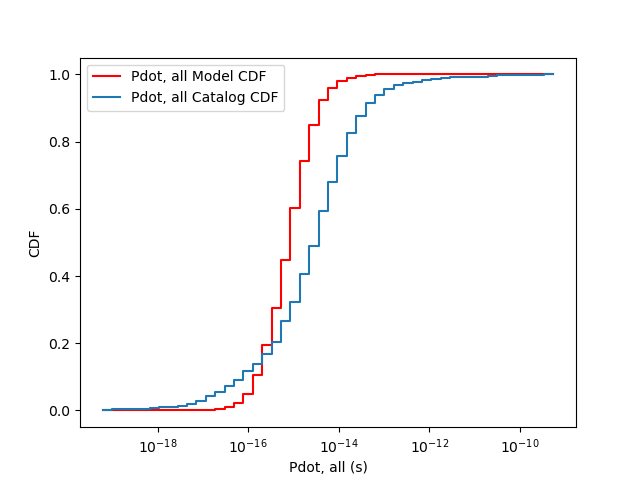 Pdot, all Model CDF
Pdot, all Catalog CDF
1.0
0.8
0.6
0.4
0.2
0.0
CDF
10⁻¹⁸ 10⁻¹⁶ 10⁻¹⁴ 10⁻¹² 10⁻¹⁰
Pdot, all (s)